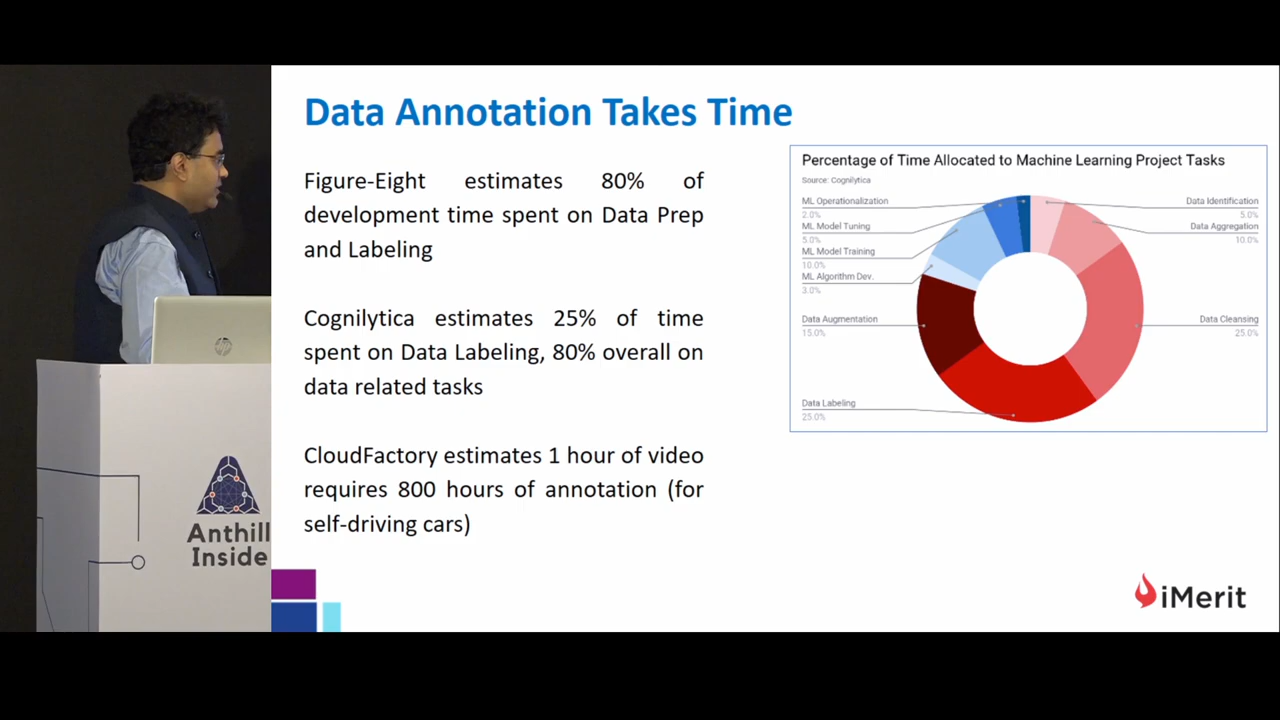 Data Annotation Takes Time
Figure-Eight estimates 80% of
development time spent on Data Prep
and Labeling
Cognilytica estimates 25% of time
spent on Data Labeling, 80% overall on
data related tasks
CloudFactory estimates 1 hour of video
requires 800 hours of annotation (for
self-driving cars)
Percentage of Time Allocated to Machine Learning Project Tasks
Source: Cognilytica
ML Operationalization
2.0%
ML Model Tuning
5.0%
ML Model Training
10.0%
ML Algorithm Dev.
3.0%
Data Augmentation
15.0%
Data Labeling
25.0%
Data Identification
5.0%
Data Aggregation
10.0%
Data Cleansing
25.0%
hp
Anthill
Inside
iMerit